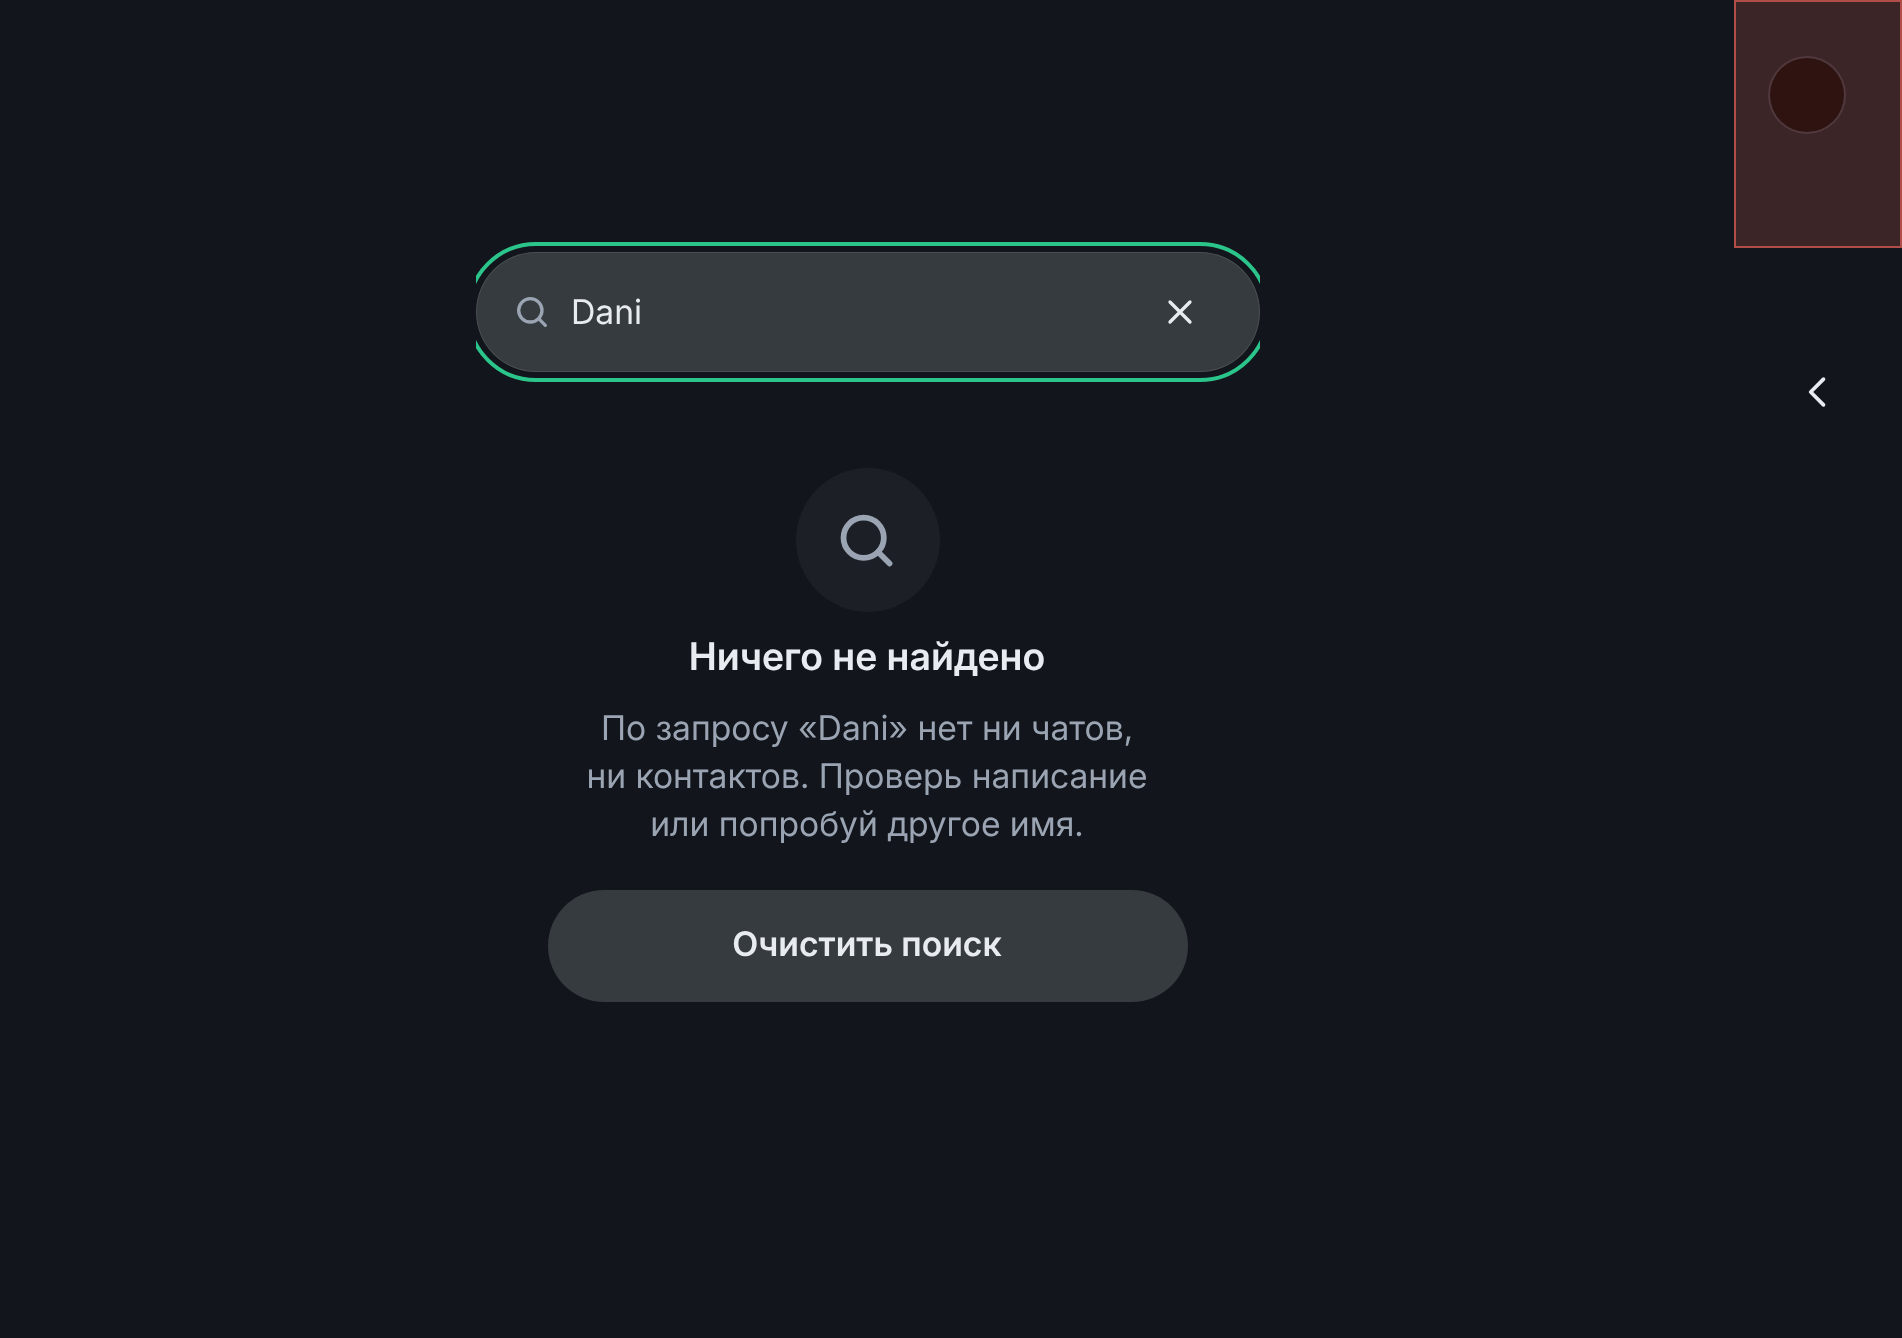 Dani
Ничего не найдено
По запросу «Dani» нет ни чатов,
ни контактов. Проверь написание
или попробуй другое имя.
Очистить поиск